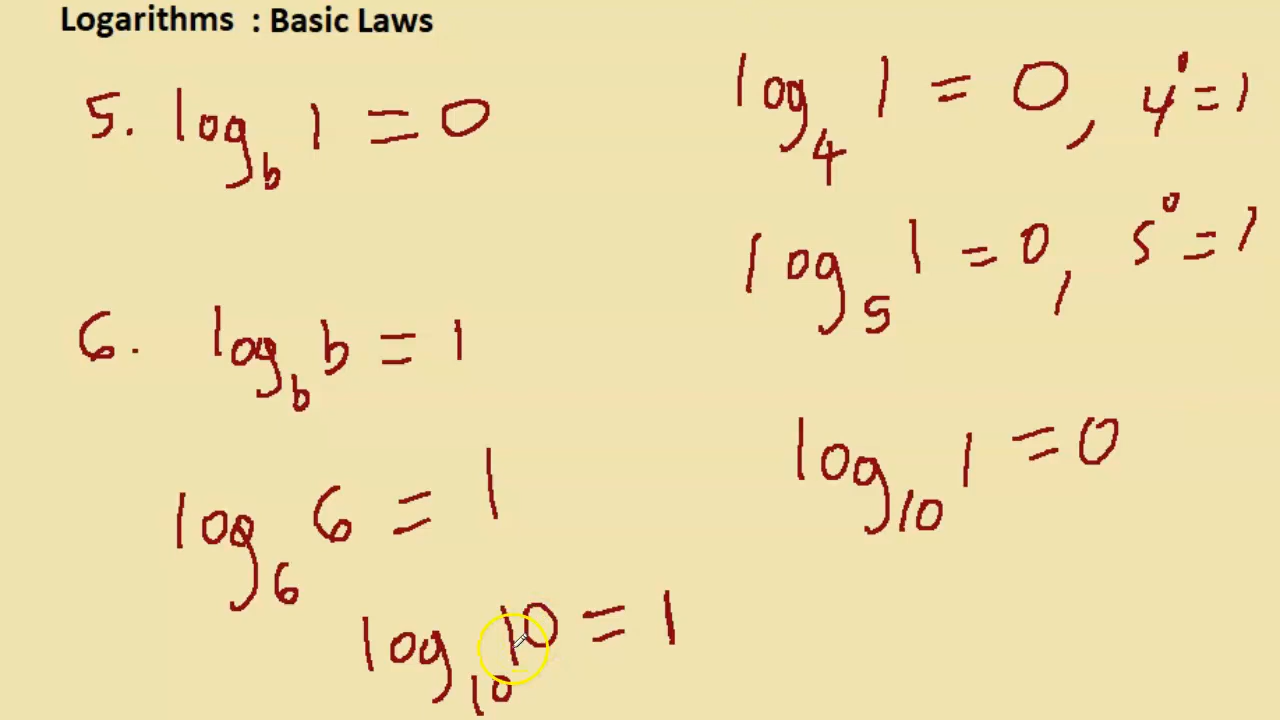 Logarithms : Basic Laws
5. log_b 1 = 0
log_4 1 = 0, 4^0 = 1
log_5 1 = 0, 5^0 = 1
6. log_b b = 1
log_10 1 = 0
log_6 6 = 1
log_10 10 = 1